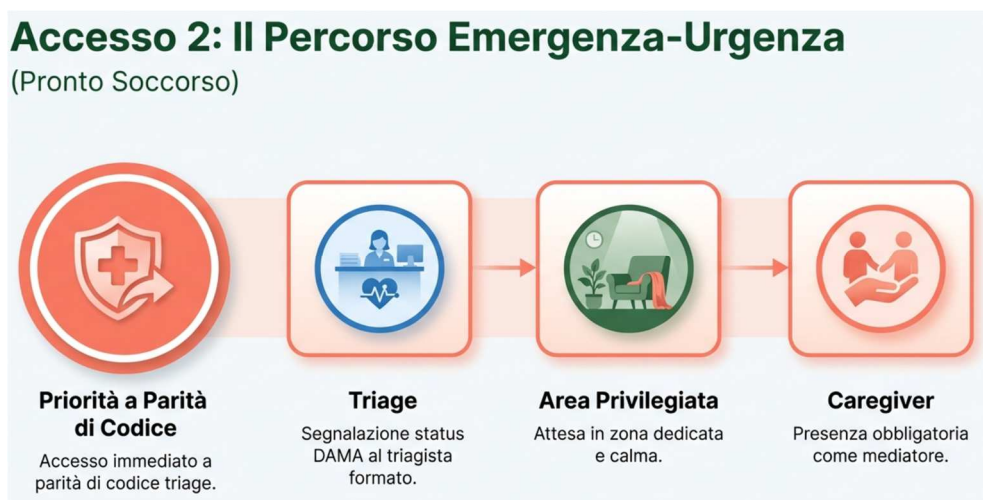 Accesso 2: Il Percorso Emergenza-Urgenza
(Pronto Soccorso)
Priorità a Parità
di Codice
Accesso immediato a
parità di codice triage.
Triage
Segnalazione status
DAMA al triagista
formato.
Area Privilegiata
Attesa in zona dedicata
e calma.
Caregiver
Presenza obbligatoria
come mediatore.